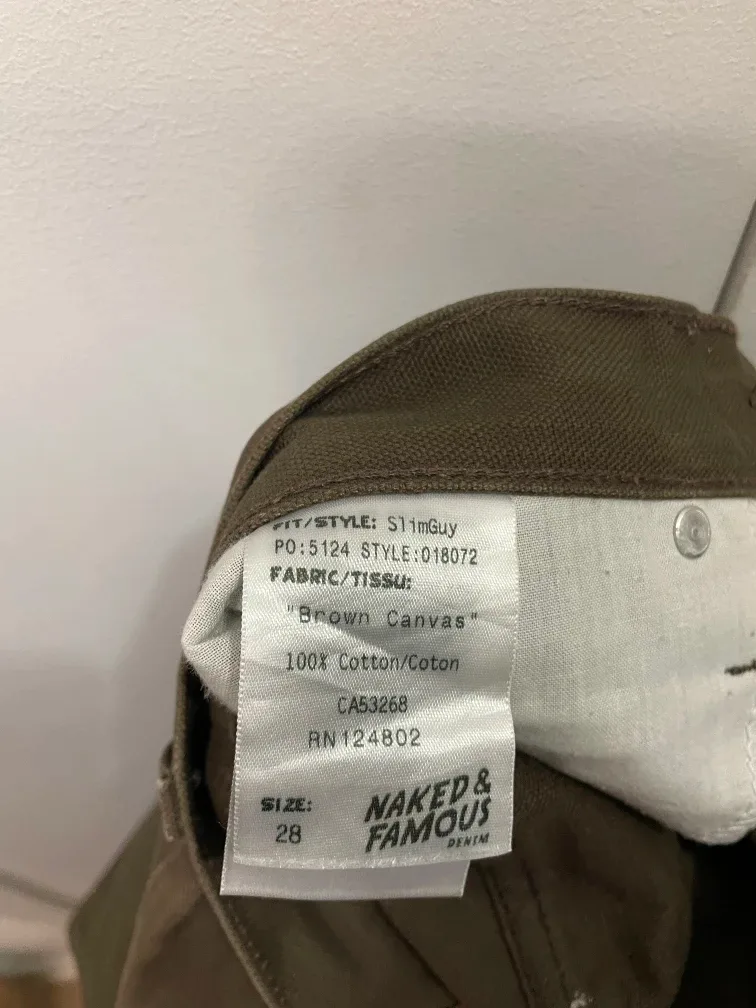 FIT/STYLE: SlimGuy
PO:5124 STYLE:018072
FABRIC/TISSU:
"Brown Canvas"
100% Cotton/Coton
CA53268
RN124802
SIZE:
28
NAKED &
FAMOUS
DENIM